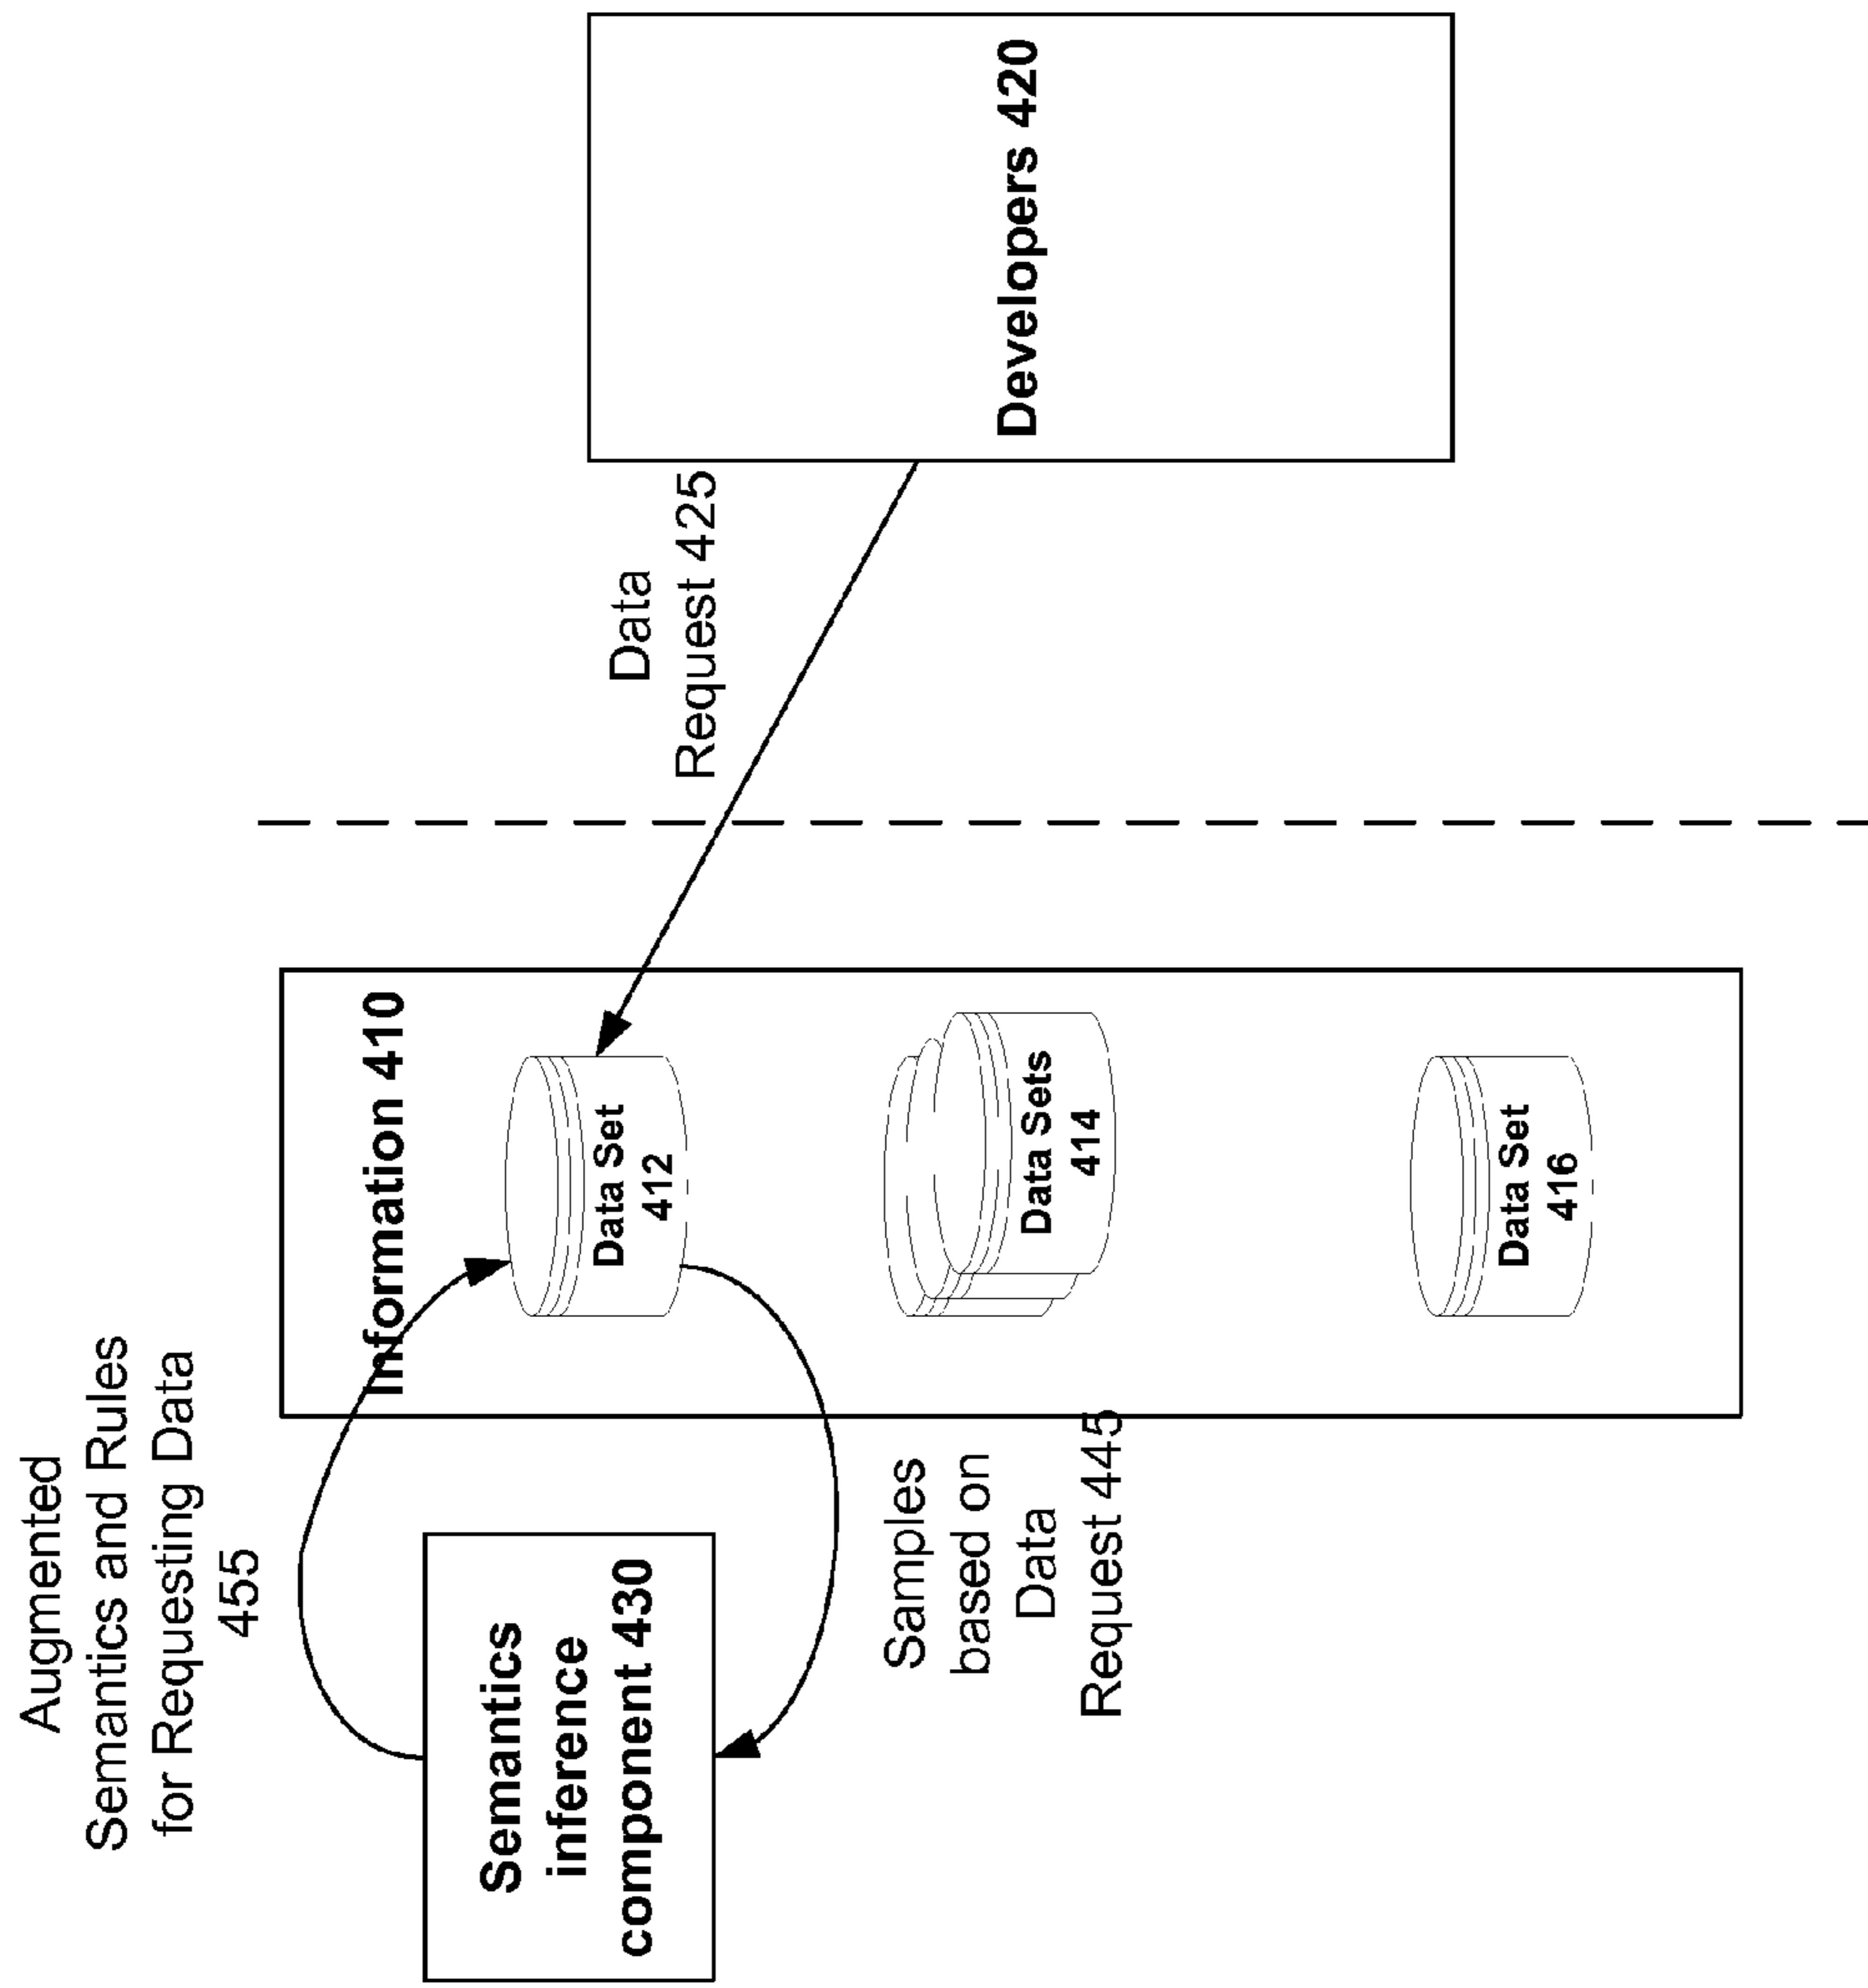 Augmented
Semantics and Rules
for Requesting Data
455
Semantics
inference
component 430
Samples
based on
Data
Request 445
Information 410
Data Set
412
Data Sets
414
Data Set
416
Data
Request 425
Developers 420